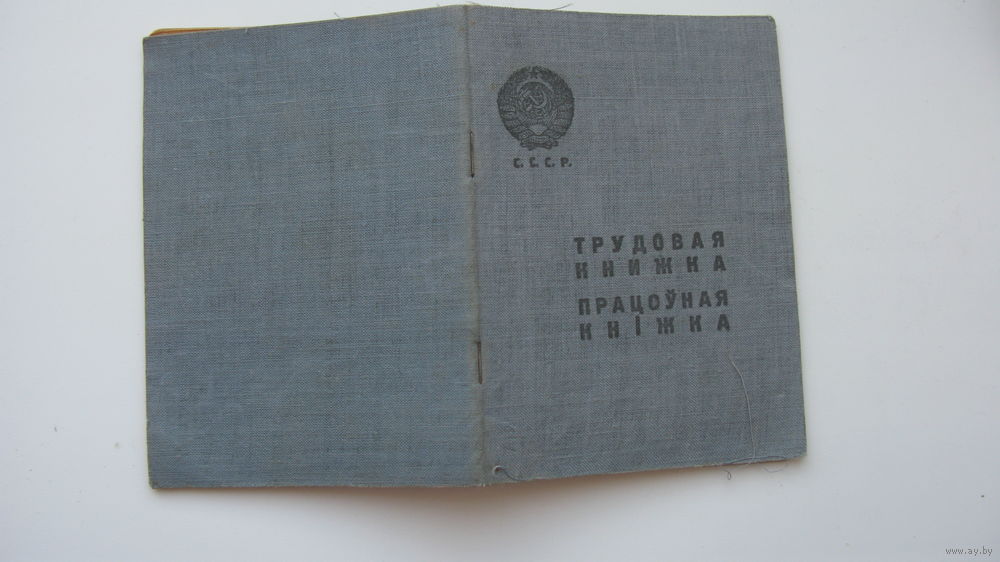 С. С. С. Р.
ТРУДОВАЯ
КНИЖКА
ПРАЦОЎНАЯ
КНІЖКА
www.ay.by